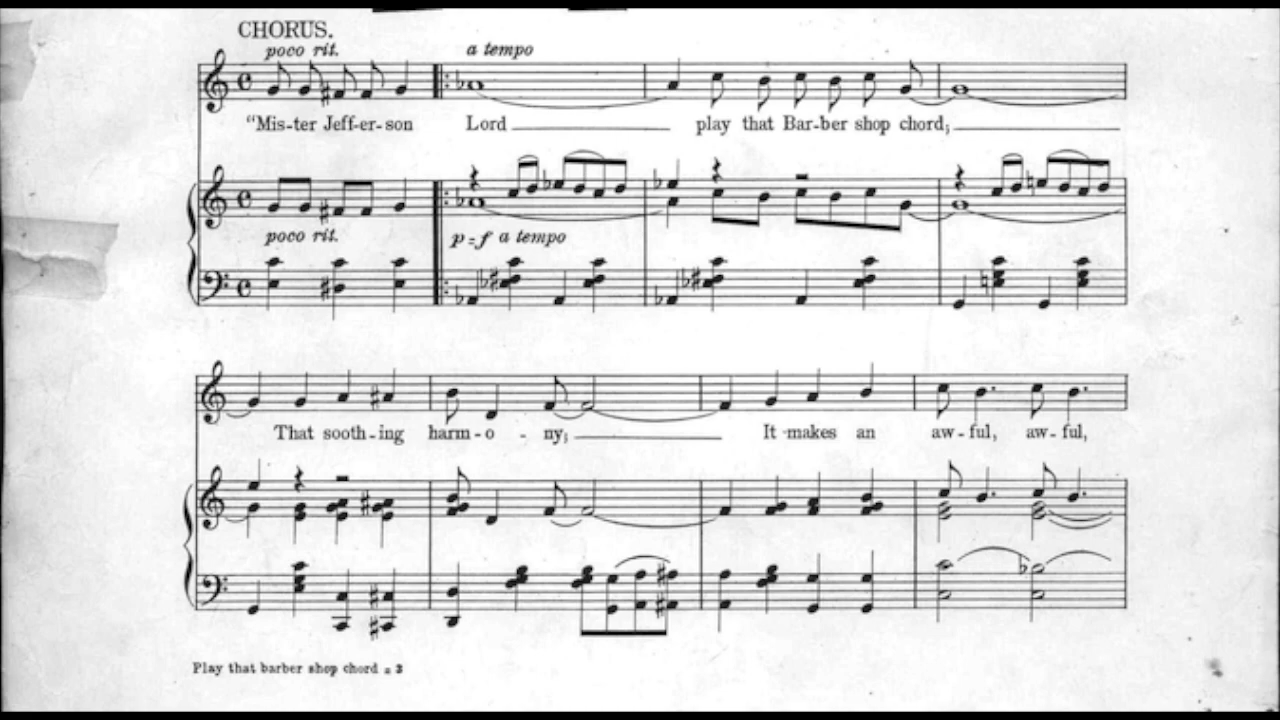 CHORUS.
poco rit. a tempo
"Mis-ter Jeff-er-son Lord play that Bar-ber shop chord;
poco rit. p-f a tempo
That sooth-ing harm-o-ny; It makes an aw-ful, aw-ful,
Play that barber shop chord = 3